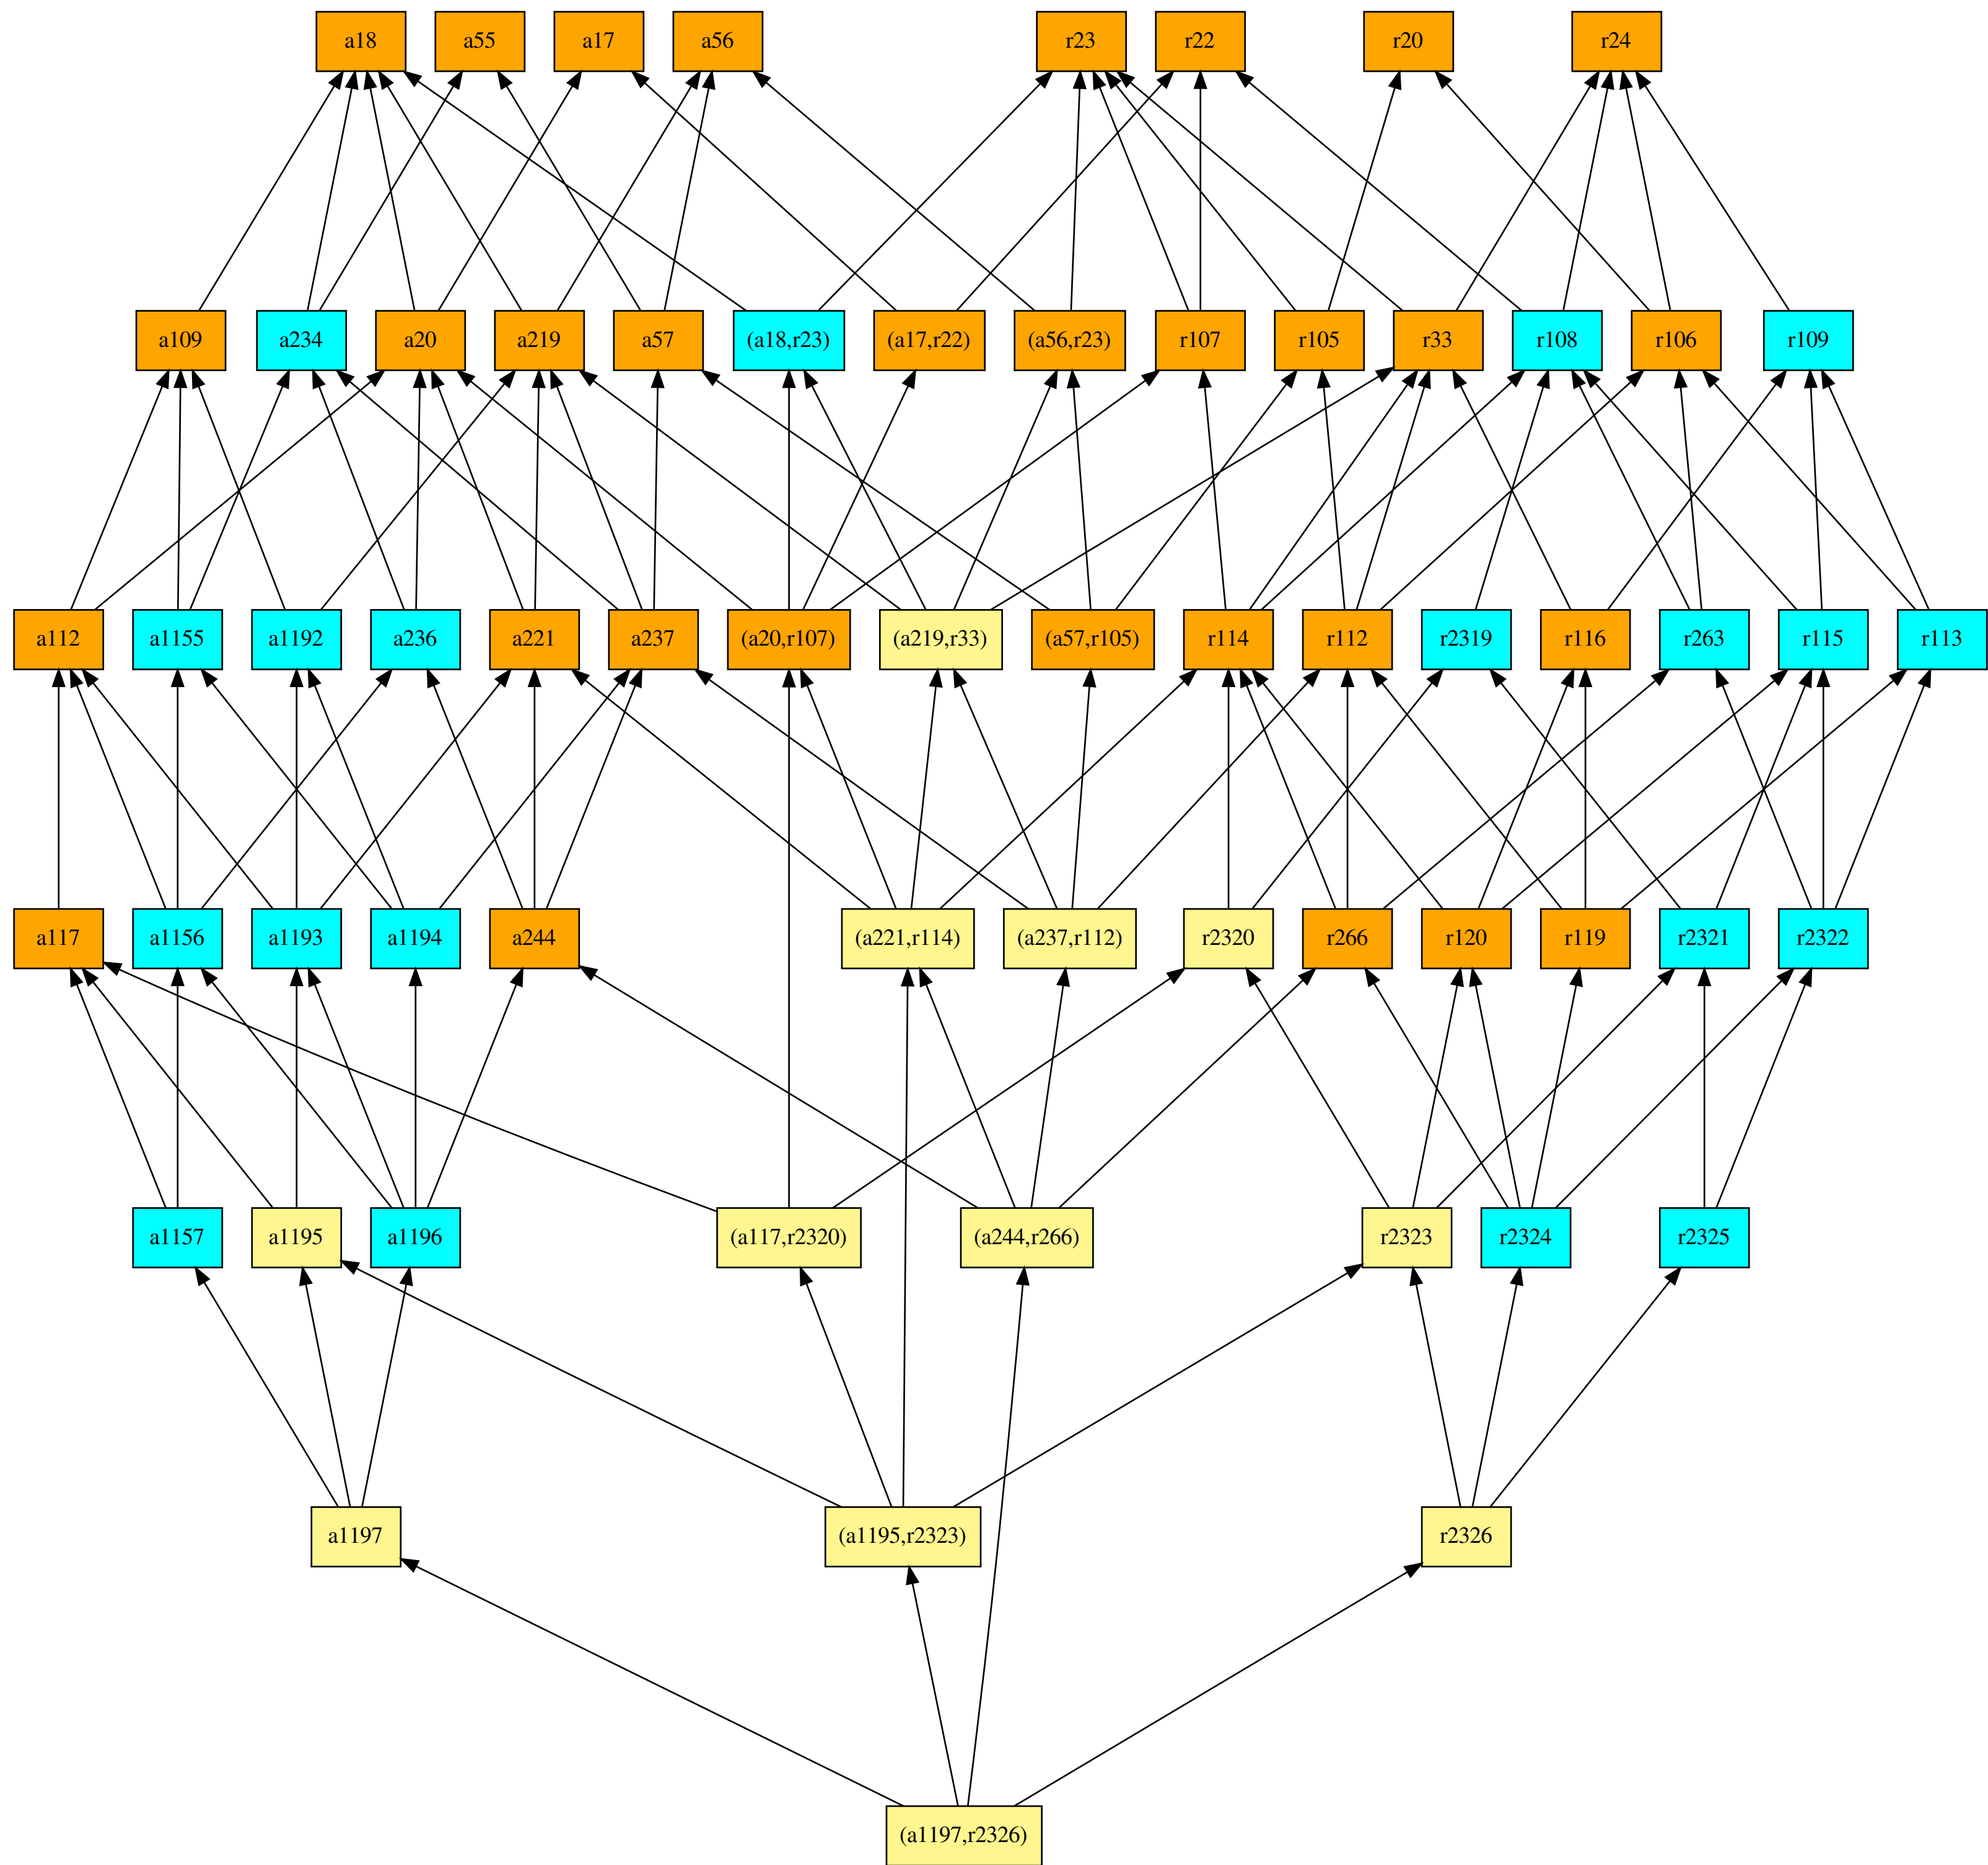 a18 a55 a17 a56 r23 r22 r20 r24
a109 a234 a20 a219 a57 (a18,r23) (a17,r22) (a56,r23) r107 r105 r33 r108 r106 r109
a112 a1155 a1192 a236 a221 a237 (a20,r107) (a219,r33) (a57,r105) r114 r112 r2319 r116 r263 r115 r113
a117 a1156 a1193 a1194 a244 (a221,r114) (a237,r112) r2320 r266 r120 r119 r2321 r2322
a1157 a1195 a1196 (a117,r2320) (a244,r266) r2323 r2324 r2325
a1197 (a1195,r2323) r2326
(a1197,r2326)